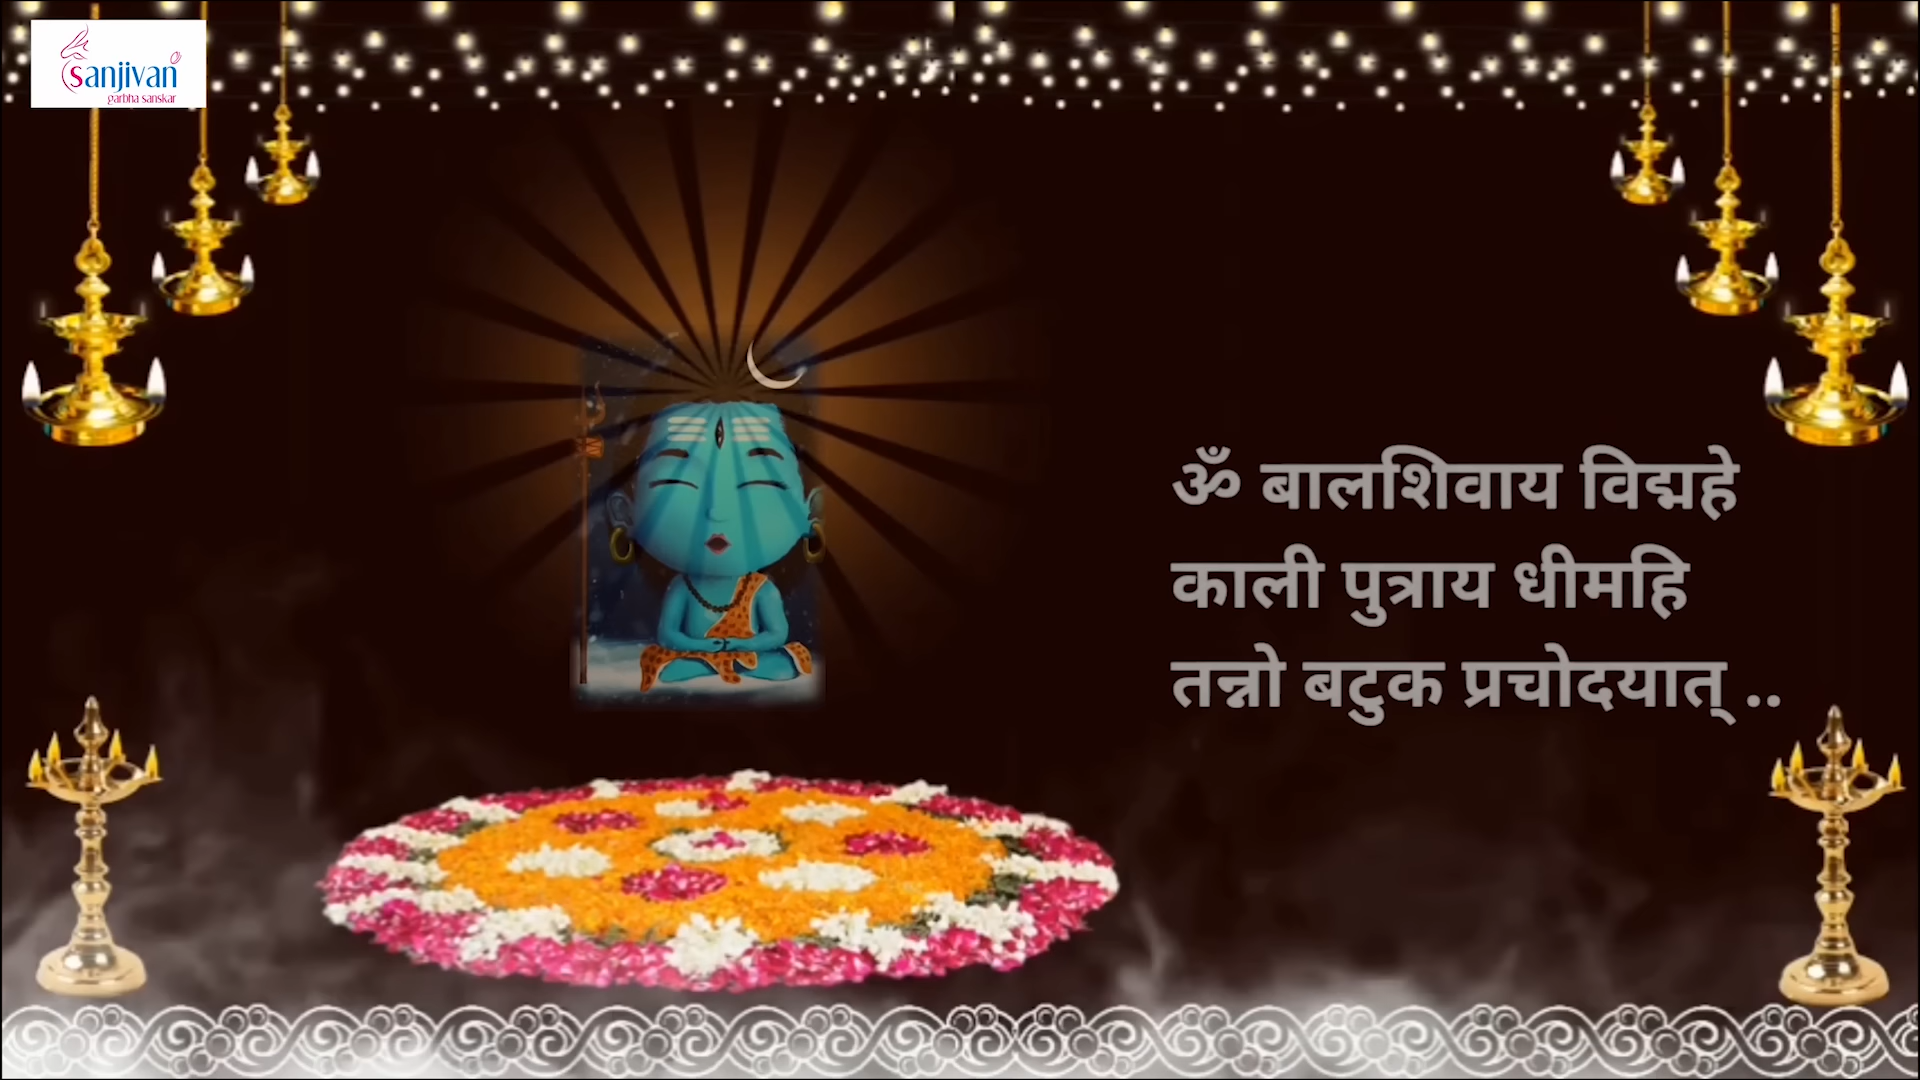 sanjivan
garbha sanskar
ॐ बालशिवाय विद्महे
काली पुत्राय धीमहि
तन्नो बटुक प्रचोदयात् ..